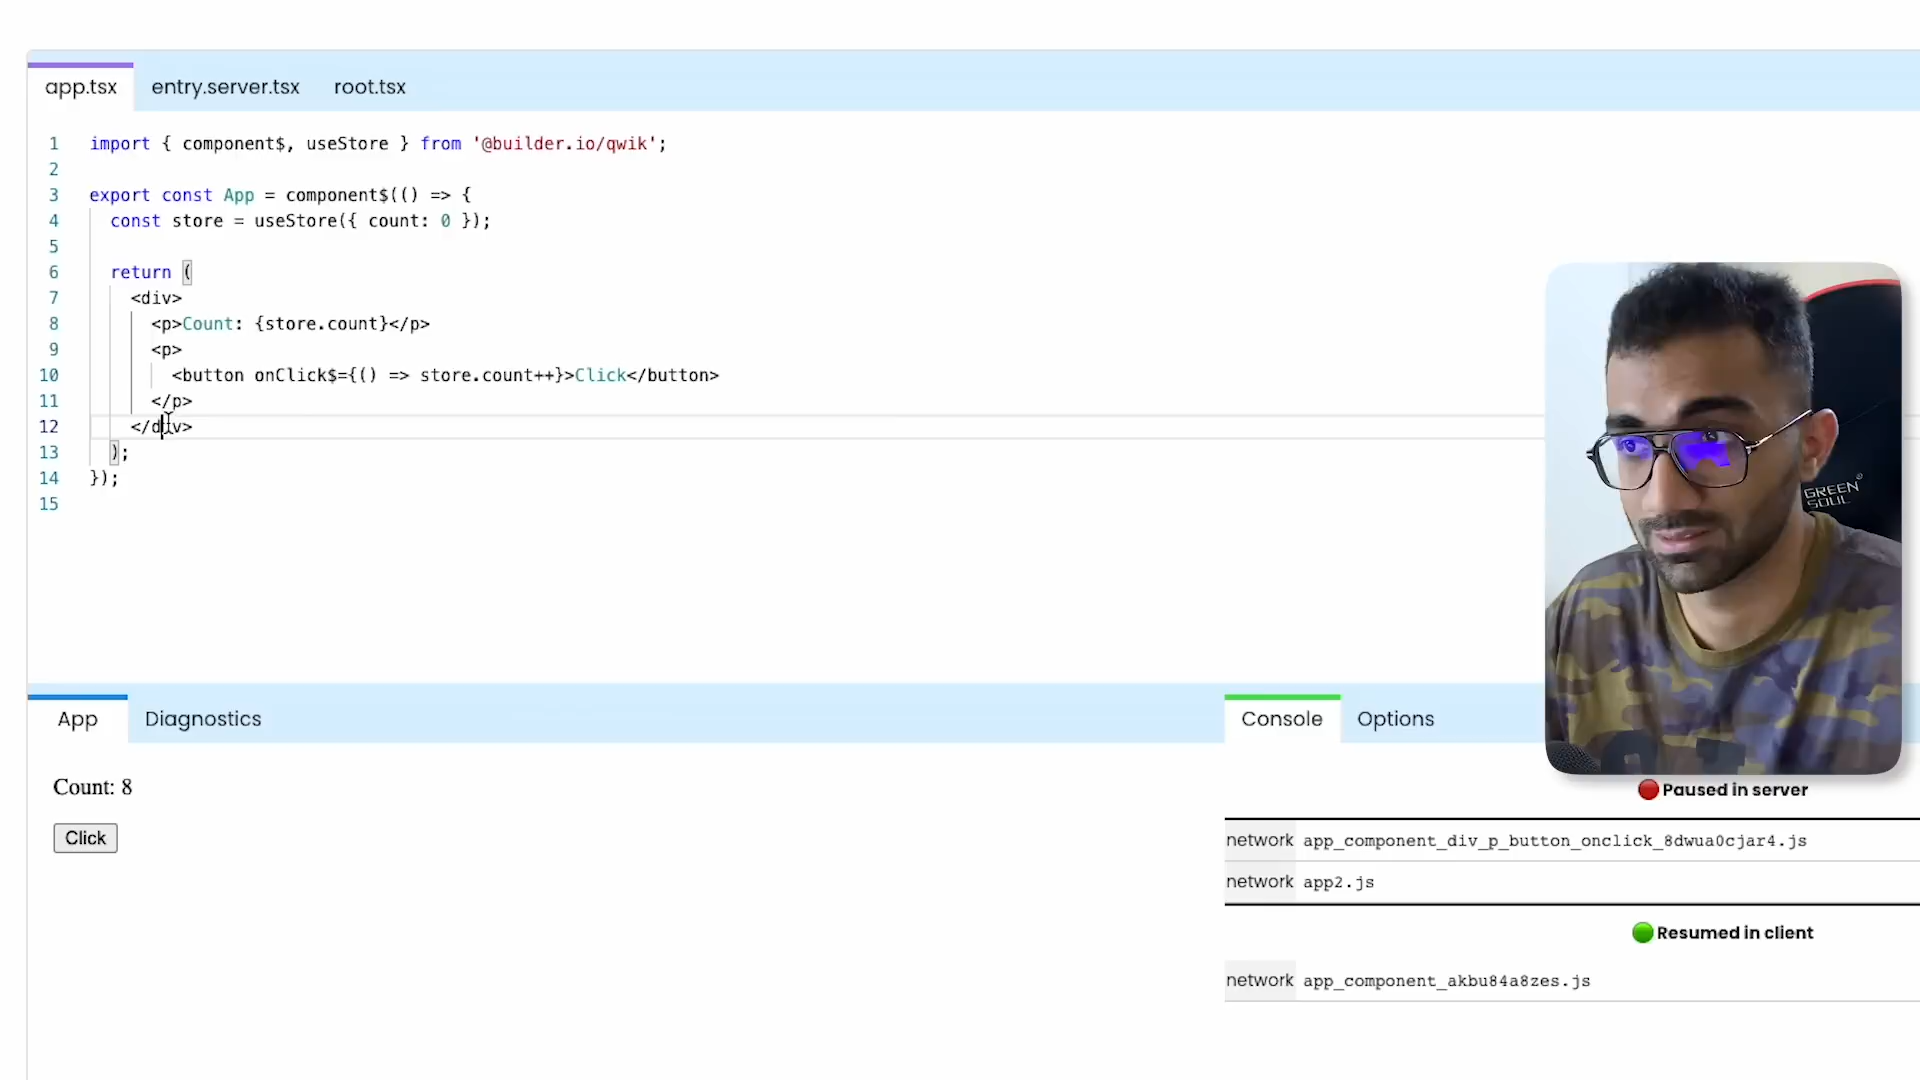 app.tsx entry.server.tsx root.tsx
1 import { component$, useStore } from '@builder.io/qwik';
2
3 export const App = component$(() => {
4 const store = useStore({ count: 0 });
5
6 return (
7 <div>
8 <p>Count: {store.count}</p>
9 <p>
10 <button onClick$={() => store.count++}>Click</button>
11 </p>
12 </div>
13 );
14 });
15
GREEN
SOUL
App Diagnostics
Console Options
Count: 8
Click
Paused in server
network app_component_div_p_button_onclick_8dwua0cjar4.js
network app2.js
Resumed in client
network app_component_akbu84a8zes.js